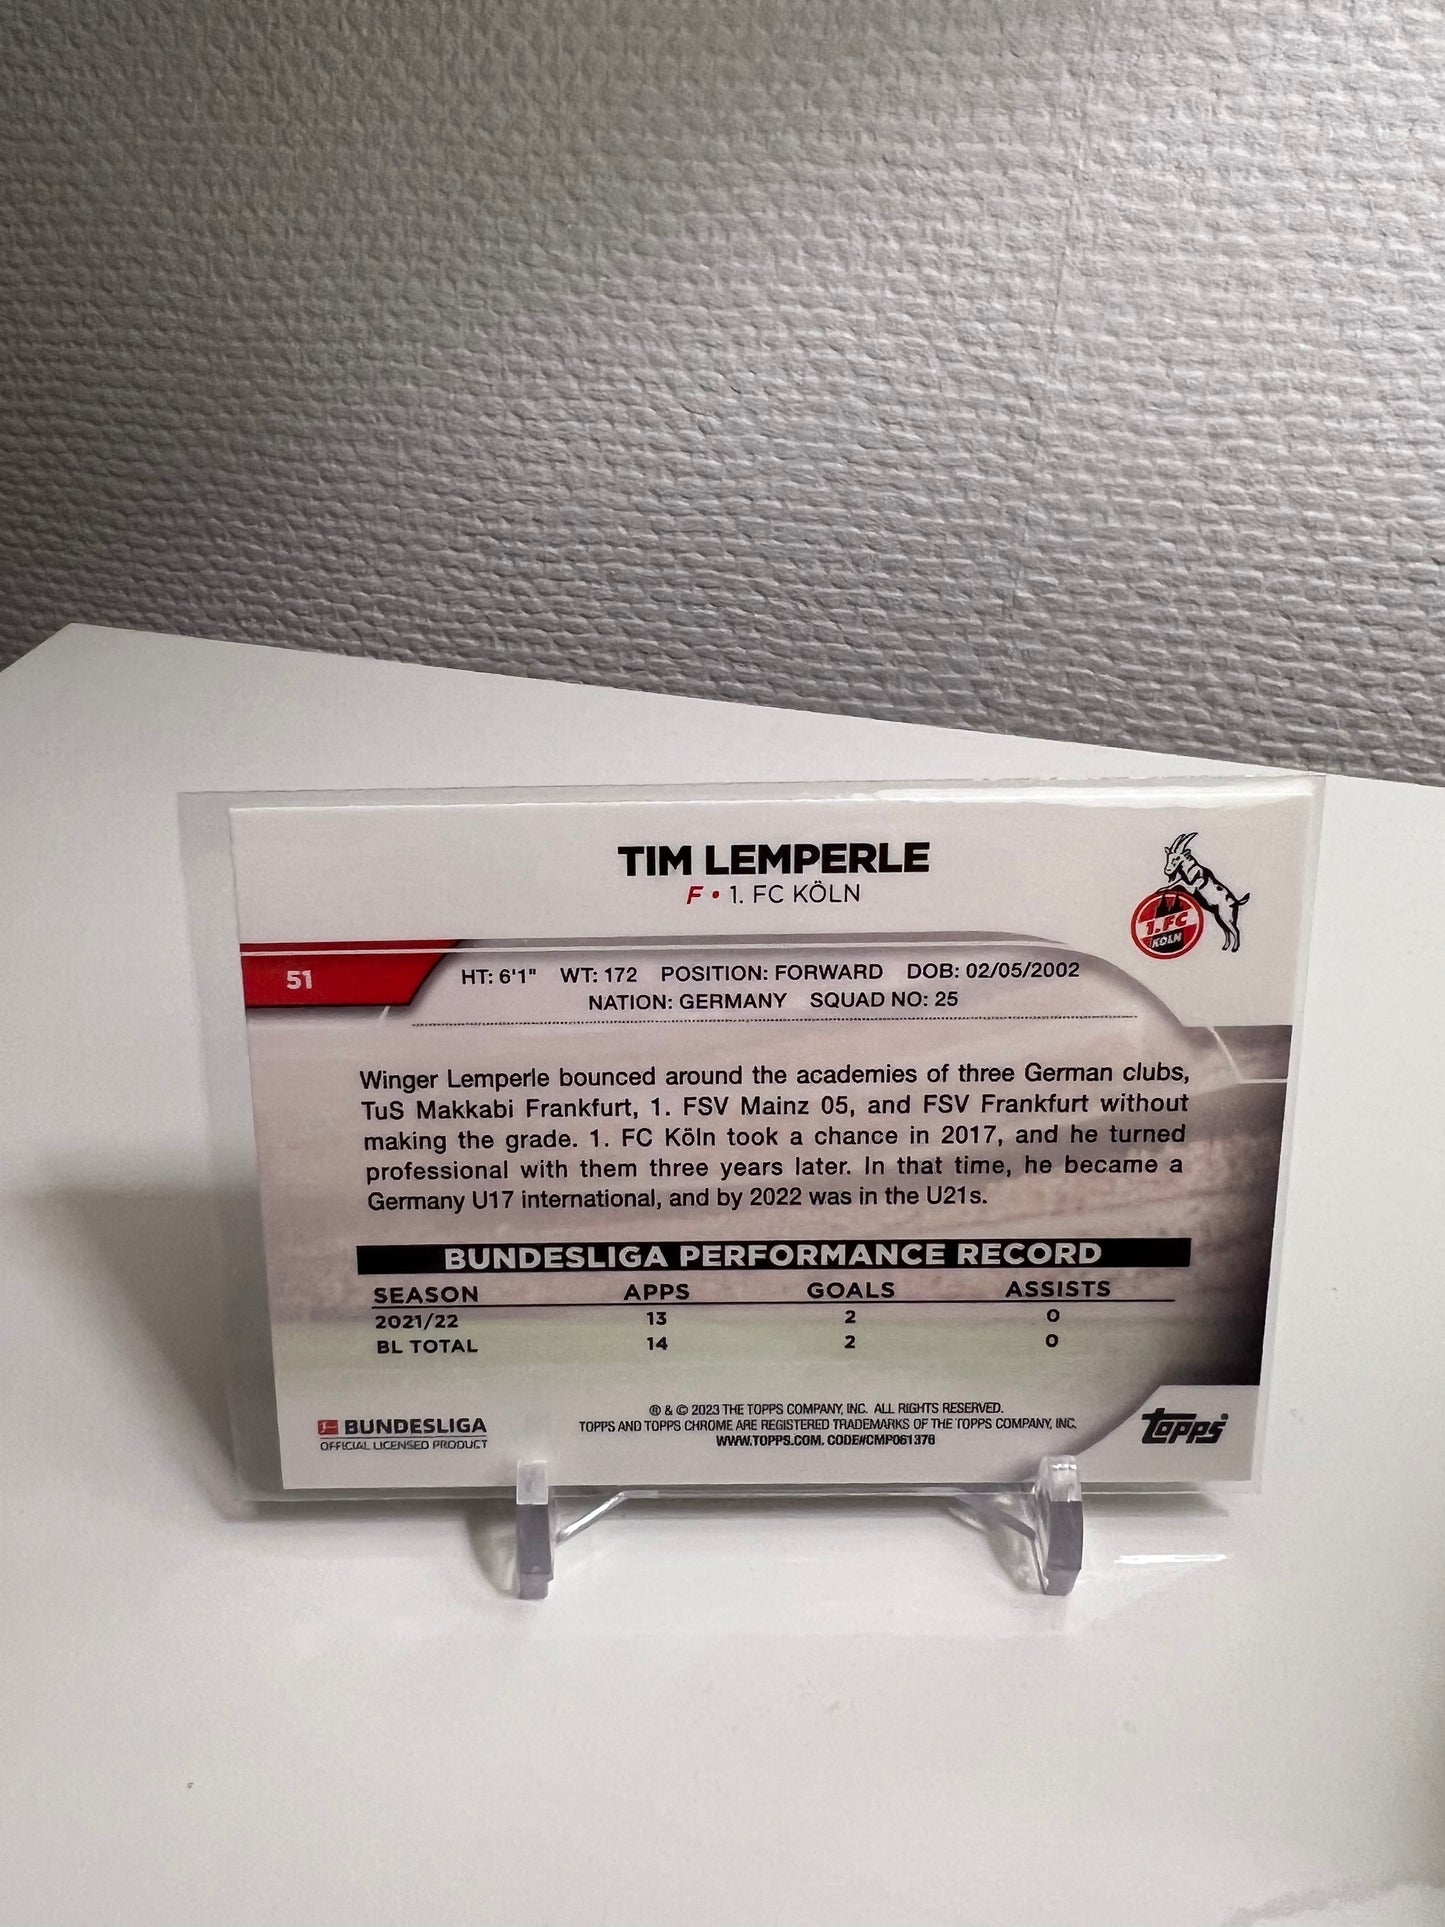 TIM LEMPERLE
F • 1. FC KÖLN
1.FC
KÖLN
51
HT: 6'1" WT: 172 POSITION: FORWARD DOB: 02/05/2002
NATION: GERMANY SQUAD NO: 25
Winger Lemperle bounced around the academies of three German clubs,
TuS Makkabi Frankfurt, 1. FSV Mainz 05, and FSV Frankfurt without
making the grade. 1. FC Köln took a chance in 2017, and he turned
professional with them three years later. In that time, he became a
Germany U17 international, and by 2022 was in the U21s.
BUNDESLIGA PERFORMANCE RECORD
SEASON APPS GOALS ASSISTS
2021/22 13 2 0
BL TOTAL 14 2 0
BUNDESLIGA
OFFICIAL LICENSED PRODUCT
® & © 2023 THE TOPPS COMPANY, INC. ALL RIGHTS RESERVED.
TOPPS AND TOPPS CHROME ARE REGISTERED TRADEMARKS OF THE TOPPS COMPANY, INC.
WWW.TOPPS.COM. CODE#CMP061376
Topps